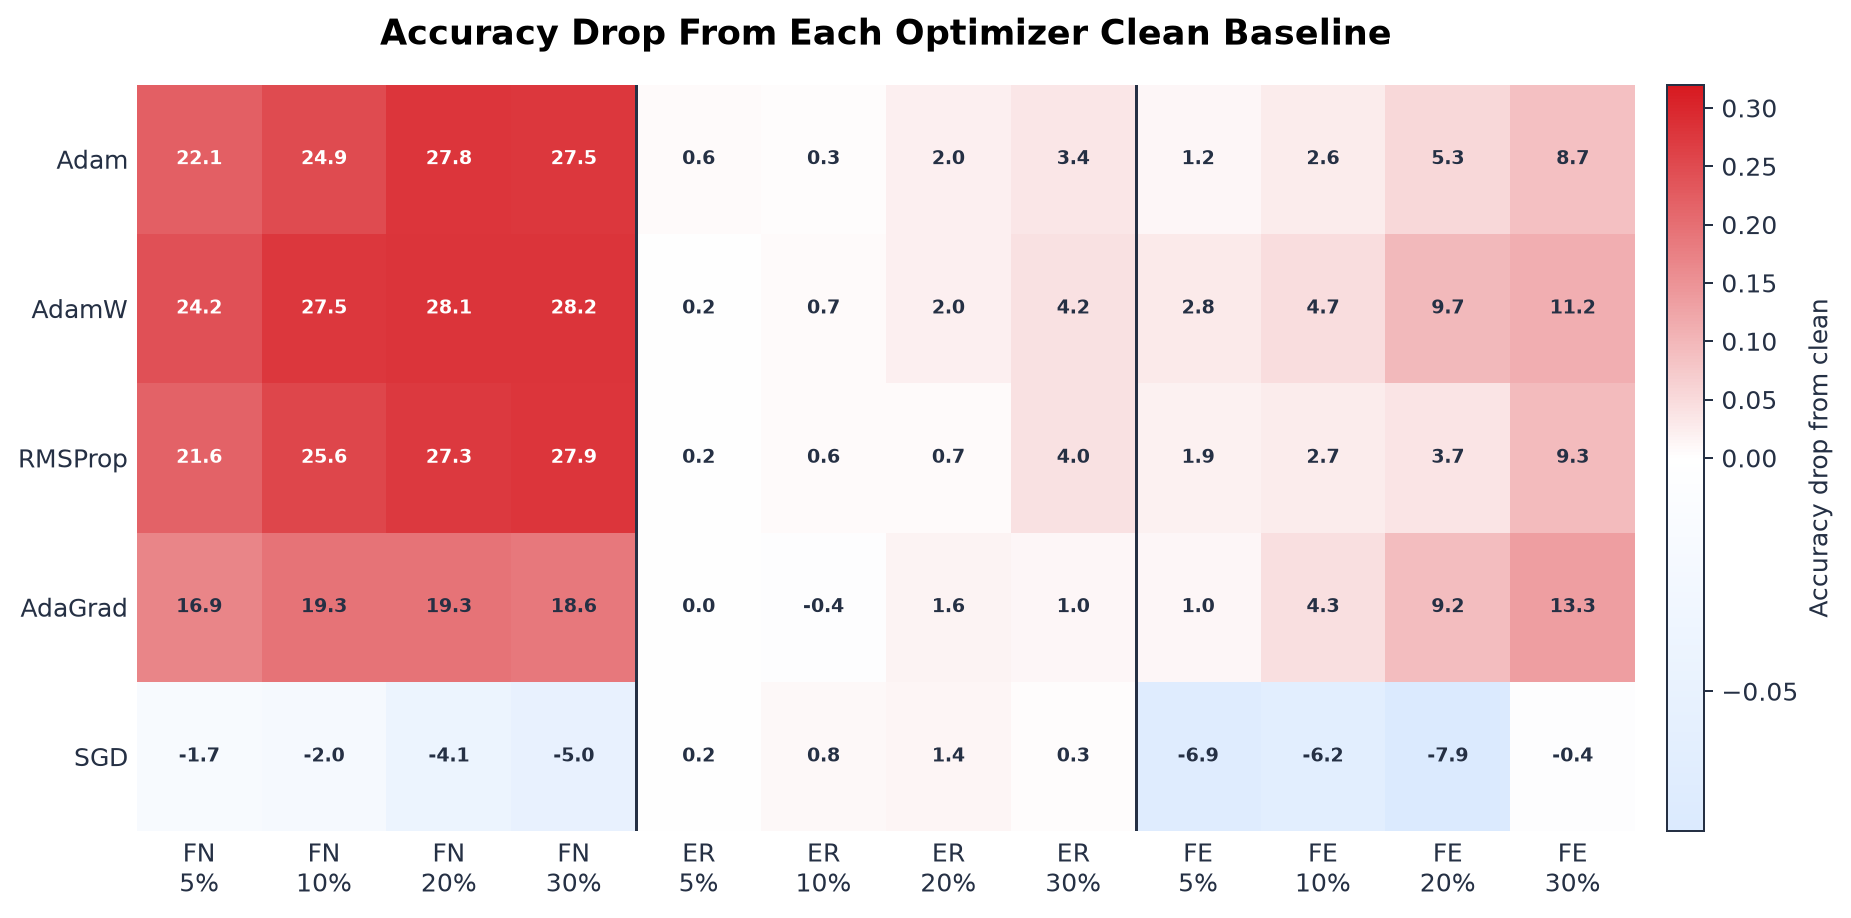 Accuracy Drop From Each Optimizer Clean Baseline
Adam 22.1 24.9 27.8 27.5 0.6 0.3 2.0 3.4 1.2 2.6 5.3 8.7
AdamW 24.2 27.5 28.1 28.2 0.2 0.7 2.0 4.2 2.8 4.7 9.7 11.2
RMSProp 21.6 25.6 27.3 27.9 0.2 0.6 0.7 4.0 1.9 2.7 3.7 9.3
AdaGrad 16.9 19.3 19.3 18.6 0.0 -0.4 1.6 1.0 1.0 4.3 9.2 13.3
SGD -1.7 -2.0 -4.1 -5.0 0.2 0.8 1.4 0.3 -6.9 -6.2 -7.9 -0.4
FN FN FN FN ER ER ER ER FE FE FE FE
5% 10% 20% 30% 5% 10% 20% 30% 5% 10% 20% 30%
0.30
0.25
0.20
0.15
0.10
0.05
0.00
−0.05
Accuracy drop from clean